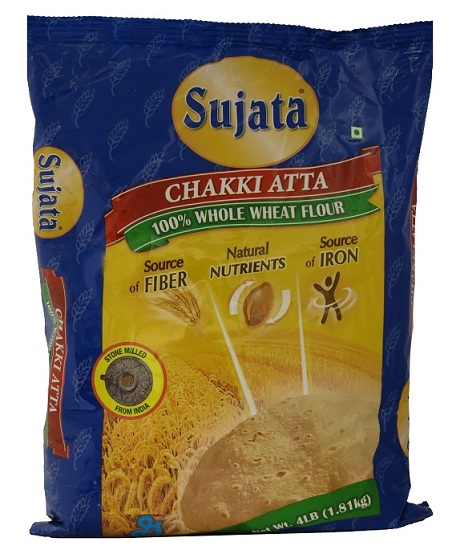 Sujata®
CHAKKI ATTA
100% WHOLE WHEAT FLOUR
Source
of FIBER
Natural
NUTRIENTS
Source
of IRON
STONE MILLED
FROM INDIA
Net Wt. 4LB (1.81kg)
Sujata
CHAKKI ATTA